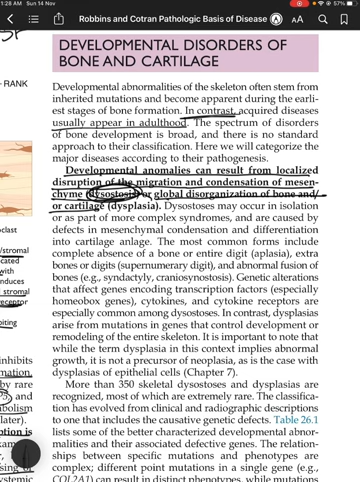 1:28 AM Sun 14 Nov
57%
Robbins and Cotran Pathologic Basis of Disease
AA
DEVELOPMENTAL DISORDERS OF
BONE AND CARTILAGE
RANK
Developmental abnormalities of the skeleton often stem from
inherited mutations and become apparent during the earli-
est stages of bone formation. In contrast, acquired diseases
usually appear in adulthood. The spectrum of disorders
of bone development is broad, and there is no standard
approach to their classification. Here we will categorize the
major diseases according to their pathogenesis.
Developmental anomalies can result from localized
disruption of the migration and condensation of mesen-
chyme (dysostosis) or global disorganization of bone and/
or cartilage (dysplasia). Dysostoses may occur in isolation
or as part of more complex syndromes, and are caused by
defects in mesenchymal condensation and differentiation
into cartilage anlage. The most common forms include
complete absence of a bone or entire digit (aplasia), extra
bones or digits (supernumerary digit), and abnormal fusion of
bones (e.g., syndactyly, craniosynostosis). Genetic alterations
that affect genes encoding transcription factors (especially
homeobox genes), cytokines, and cytokine receptors are
especially common among dysostoses. In contrast, dysplasias
arise from mutations in genes that control development or
remodeling of the entire skeleton. It is important to note that
while the term dysplasia in this context implies abnormal
growth, it is not a precursor of neoplasia, as is the case with
dysplasias of epithelial cells (Chapter 7).
More than 350 skeletal dysostoses and dysplasias are
recognized, most of which are extremely rare. The classifica-
tion has evolved from clinical and radiographic descriptions
to one that includes the causative genetic defects. Table 26.1
lists some of the better characterized developmental abnor-
malities and their associated defective genes. The relation-
ships between specific mutations and phenotypes are
complex; different point mutations in a single gene (e.g.,
COL2A1) can result in distinct phenotypes, while mutations